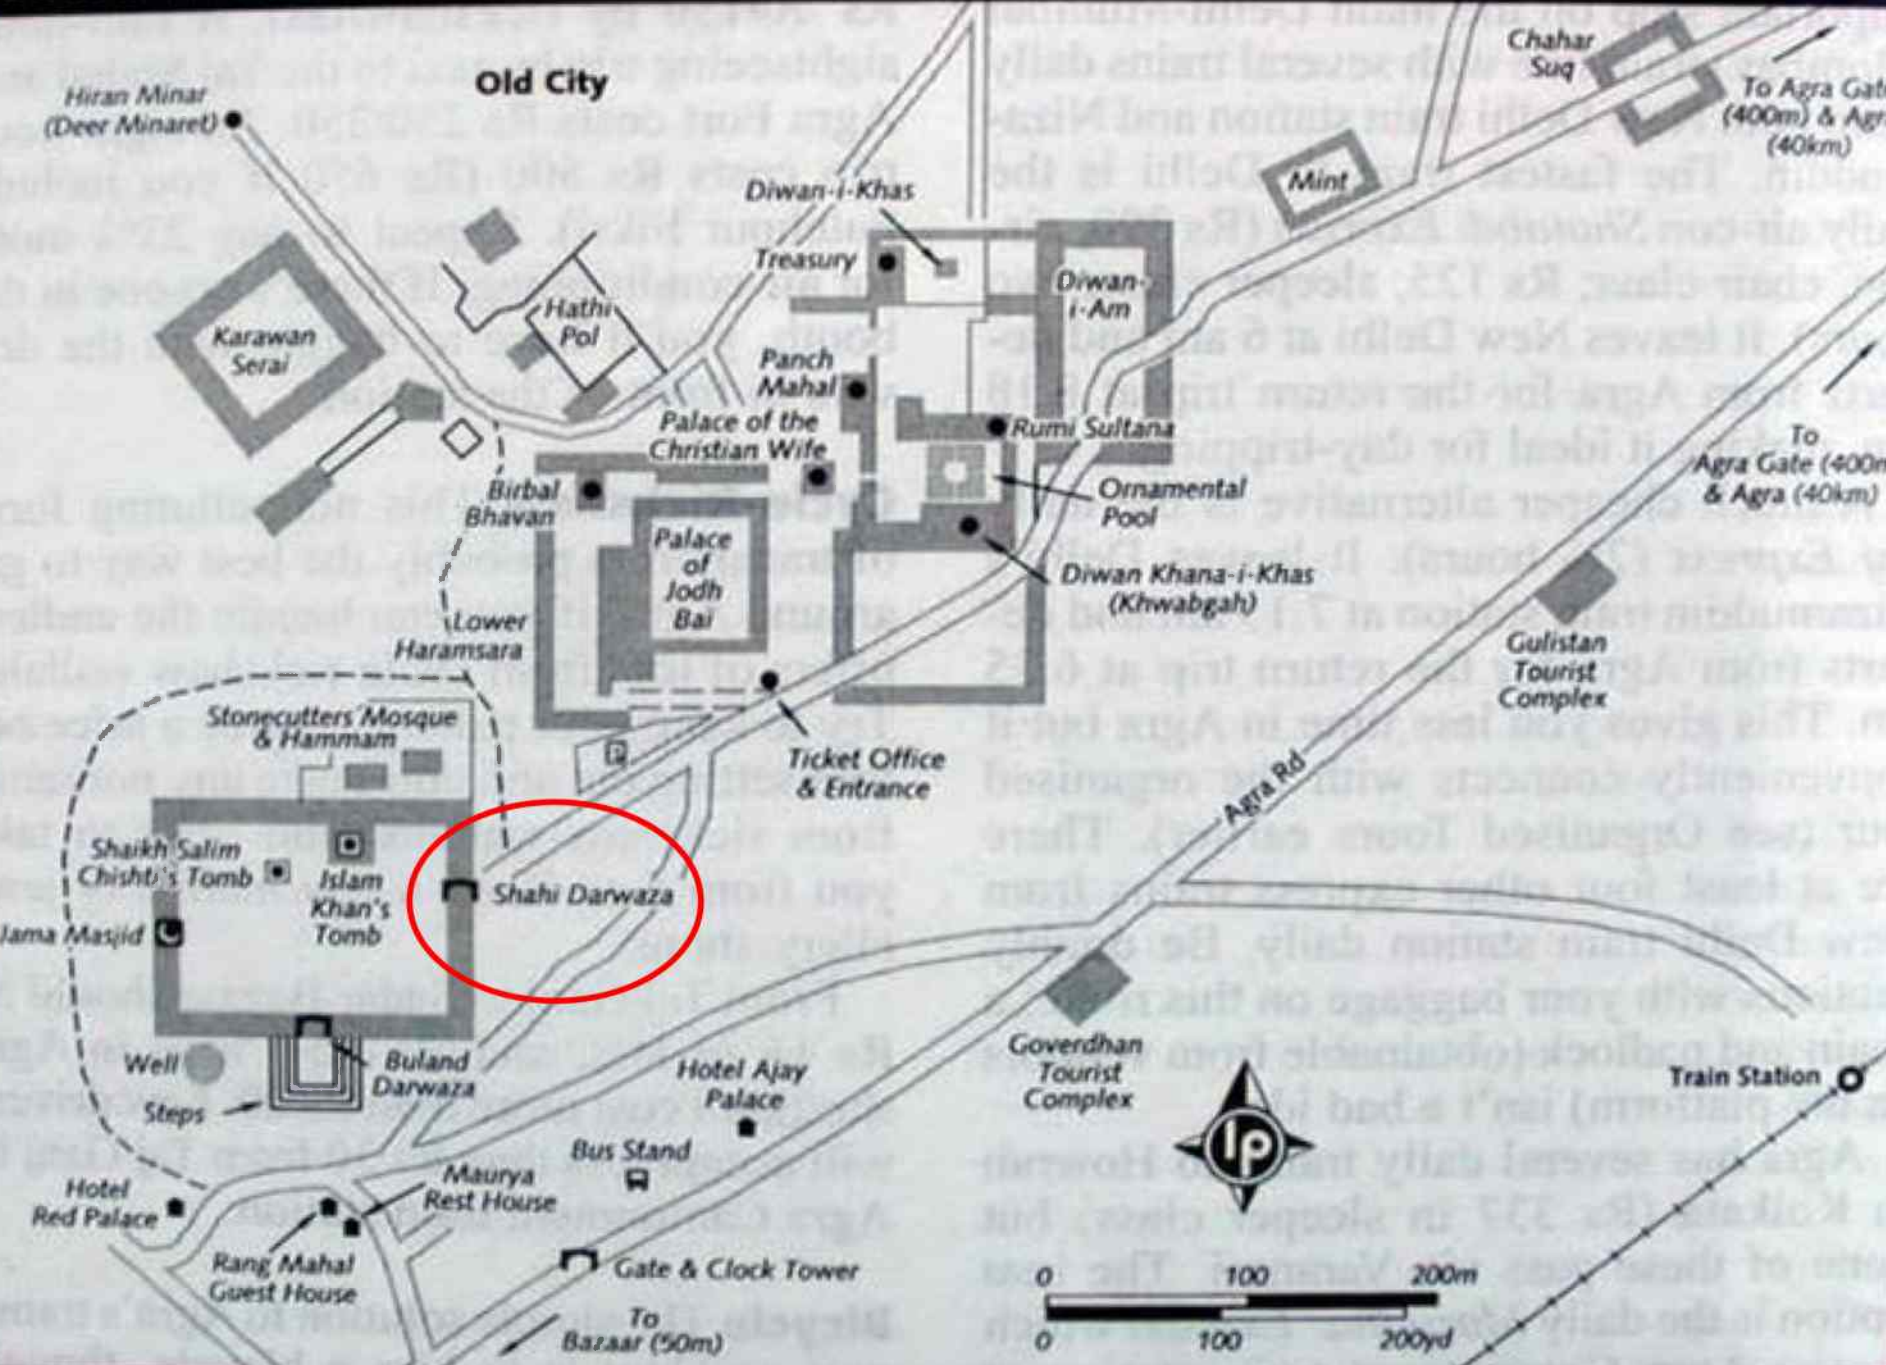 Old City
Hiran Minar
(Deer Minaret)
Chahar
Suq
To Agra Gate
(400m) & Agra
(40km)
Mint
Diwan-i-Khas
Treasury
Diwan-
i-Am
Hathi
Pol
Karawan
Serai
Panch
Mahal
Palace of the
Christian Wife
Rumi Sultana
To
Agra Gate (400m
& Agra (40km)
Birbal
Bhavan
Ornamental
Pool
Palace
of
Jodh
Bai
Diwan Khana-i-Khas
(Khwabgah)
Lower
Haramsara
Gulistan
Tourist
Complex
Stonecutters Mosque
& Hammam
Ticket Office
& Entrance
Agra Rd
Shaikh Salim
Chishti's Tomb
Islam
Khan's
Tomb
Shahi Darwaza
Jama Masjid
Well
Buland
Darwaza
Steps
Goverdhan
Tourist
Complex
Hotel Ajay
Palace
Train Station
lp
Bus Stand
Maurya
Rest House
Hotel
Red Palace
Rang Mahal
Guest House
Gate & Clock Tower
To
Bazaar (50m)
0 100 200m
0 100 200yd